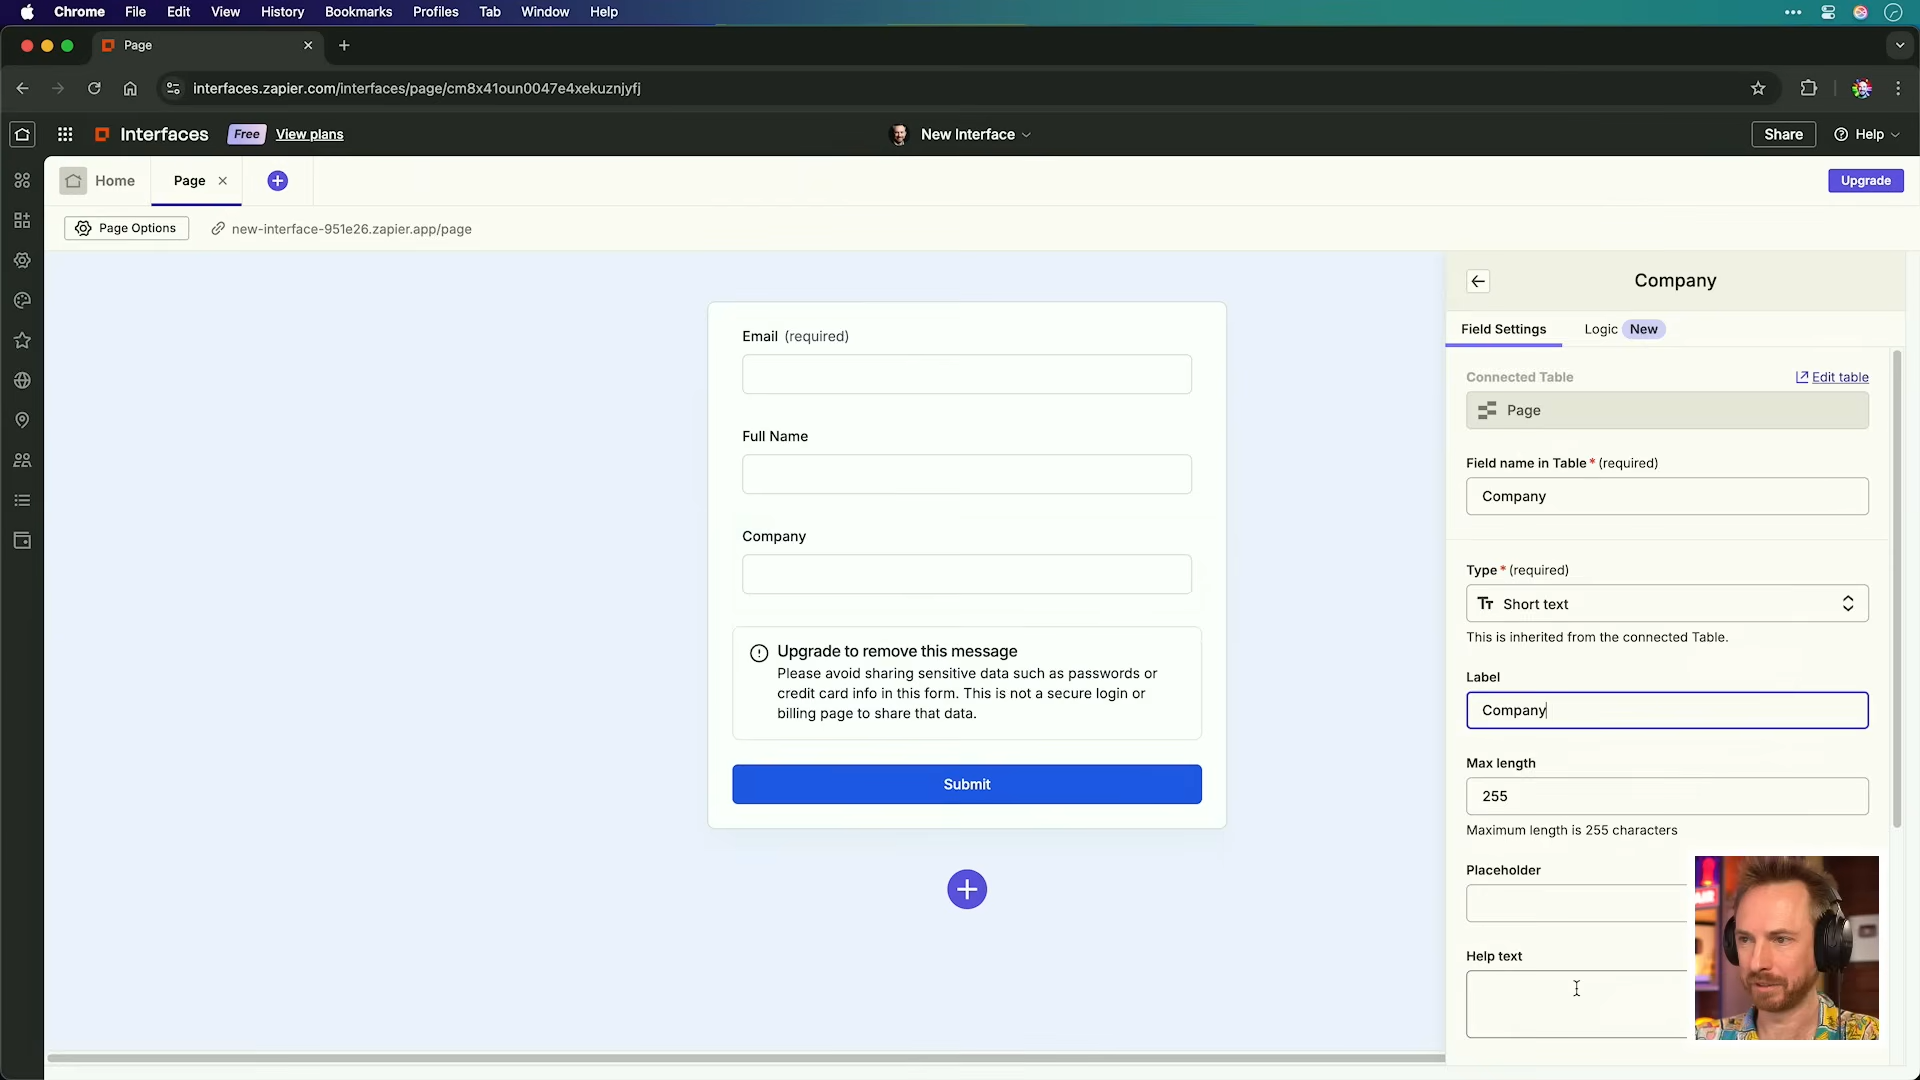 Chrome File Edit View History Bookmarks Profiles Tab Window Help
Page
interfaces.zapier.com/interfaces/page/cm8x41oun0047e4xekuznjyfj
Interfaces Free View plans New Interface Share Help
Home Page Upgrade
Page Options new-interface-951e26.zapier.app/page
Email (required)
Full Name
Company
Upgrade to remove this message
Please avoid sharing sensitive data such as passwords or
credit card info in this form. This is not a secure login or
billing page to share that data.
Submit
Company
Field Settings Logic New
Connected Table Edit table
Page
Field name in Table * (required)
Company
Type * (required)
Tт Short text
This is inherited from the connected Table.
Label
Company
Max length
255
Maximum length is 255 characters
Placeholder
Help text